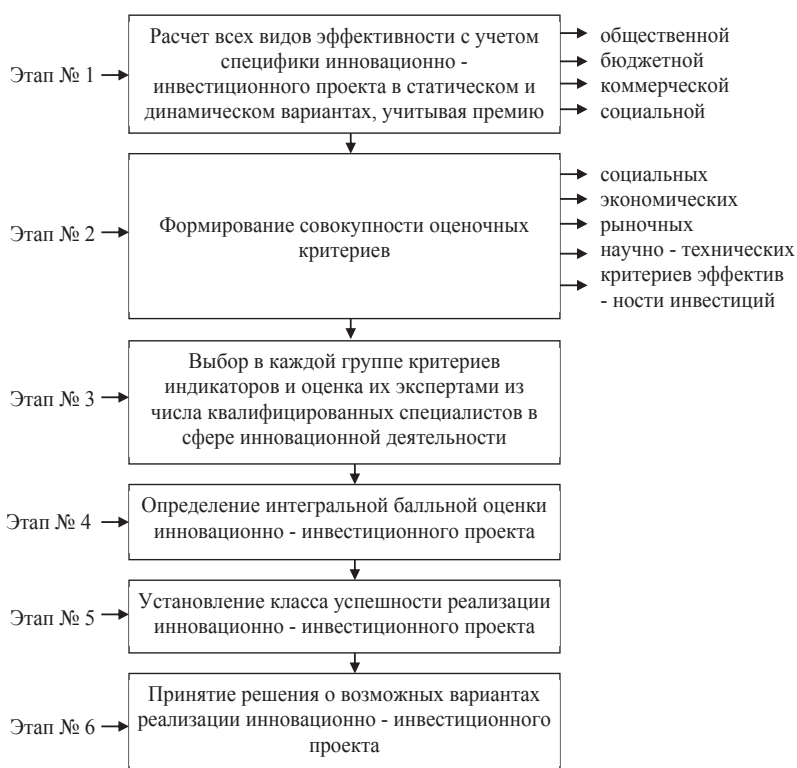 Этап № 1
Расчет всех видов эффективности с учетом
специфики инновационно -
инвестиционного проекта в статическом и
динамическом вариантах, учитывая премию
общественной
бюджетной
коммерческой
социальной
Этап № 2
Формирование совокупности оценочных
критериев
социальных
экономических
рыночных
научно - технических
критериев эффектив
- ности инвестиций
Этап № 3
Выбор в каждой группе критериев
индикаторов и оценка их экспертами из
числа квалифицированных специалистов в
сфере инновационной деятельности
Этап № 4
Определение интегральной балльной оценки
инновационно - инвестиционного проекта
Этап № 5
Установление класса успешности реализации
инновационно - инвестиционного проекта
Этап № 6
Принятие решения о возможных вариантах
реализации инновационно - инвестиционного
проекта